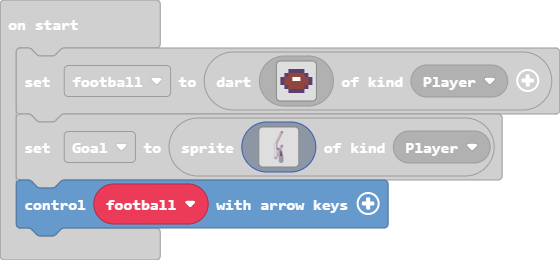 on start
set football to dart of kind Player
set Goal to sprite of kind Player
control football with arrow keys